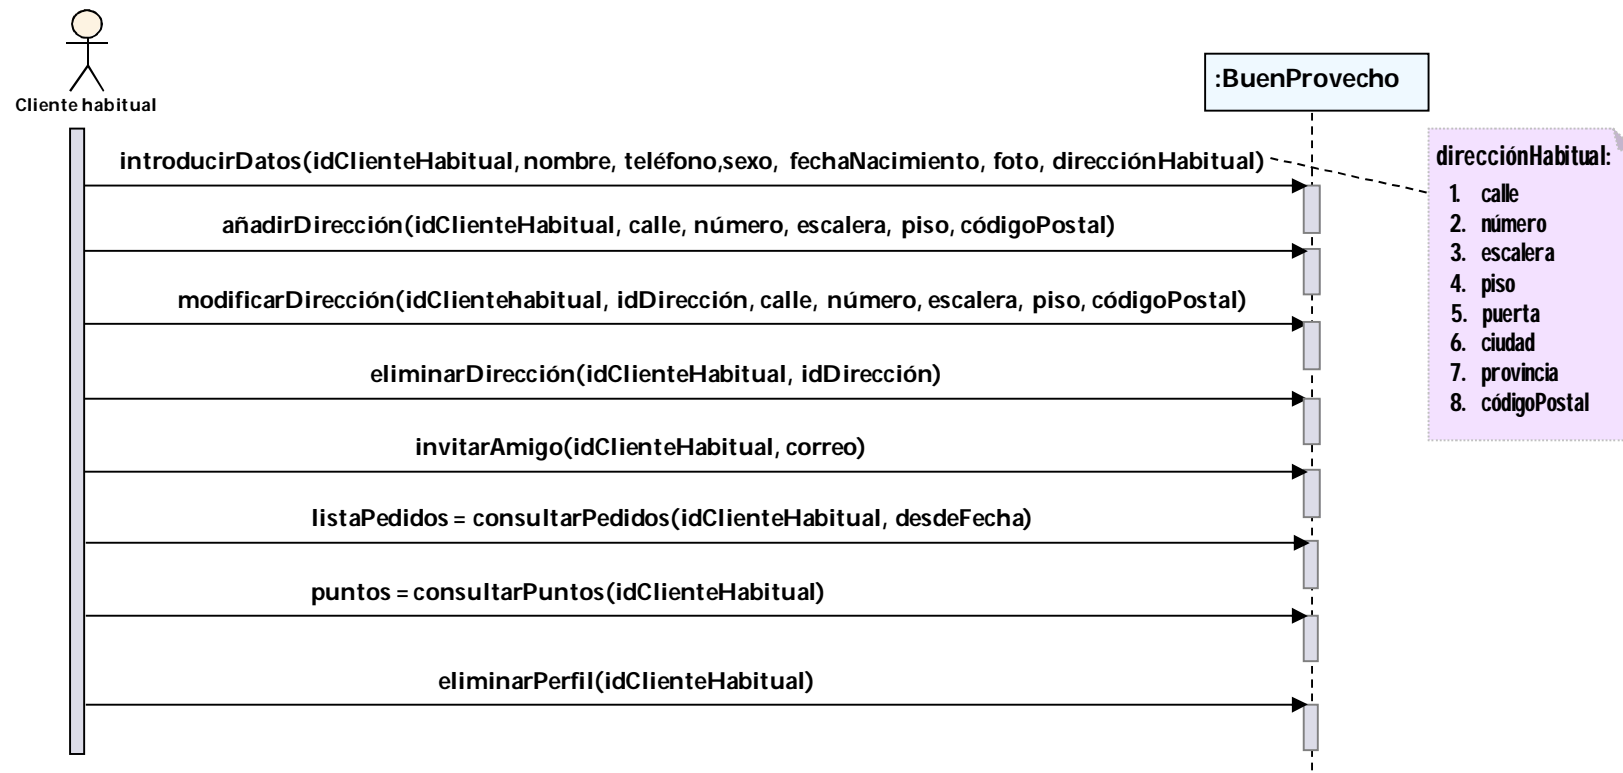 Cliente habitual
:BuenProvecho
introducirDatos(idClienteHabitual, nombre, teléfono,sexo, fechaNacimiento, foto, direcciónHabitual)
añadirDirección(idClienteHabitual, calle, número, escalera, piso, códigoPostal)
modificarDirección(idClientehabitual, idDirección, calle, número, escalera, piso, códigoPostal)
eliminarDirección(idClienteHabitual, idDirección)
invitarAmigo(idClienteHabitual, correo)
listaPedidos = consultarPedidos(idClienteHabitual, desdeFecha)
puntos = consultarPuntos(idClienteHabitual)
eliminarPerfil(idClienteHabitual)
direcciónHabitual:
1. calle
2. número
3. escalera
4. piso
5. puerta
6. ciudad
7. provincia
8. códigoPostal